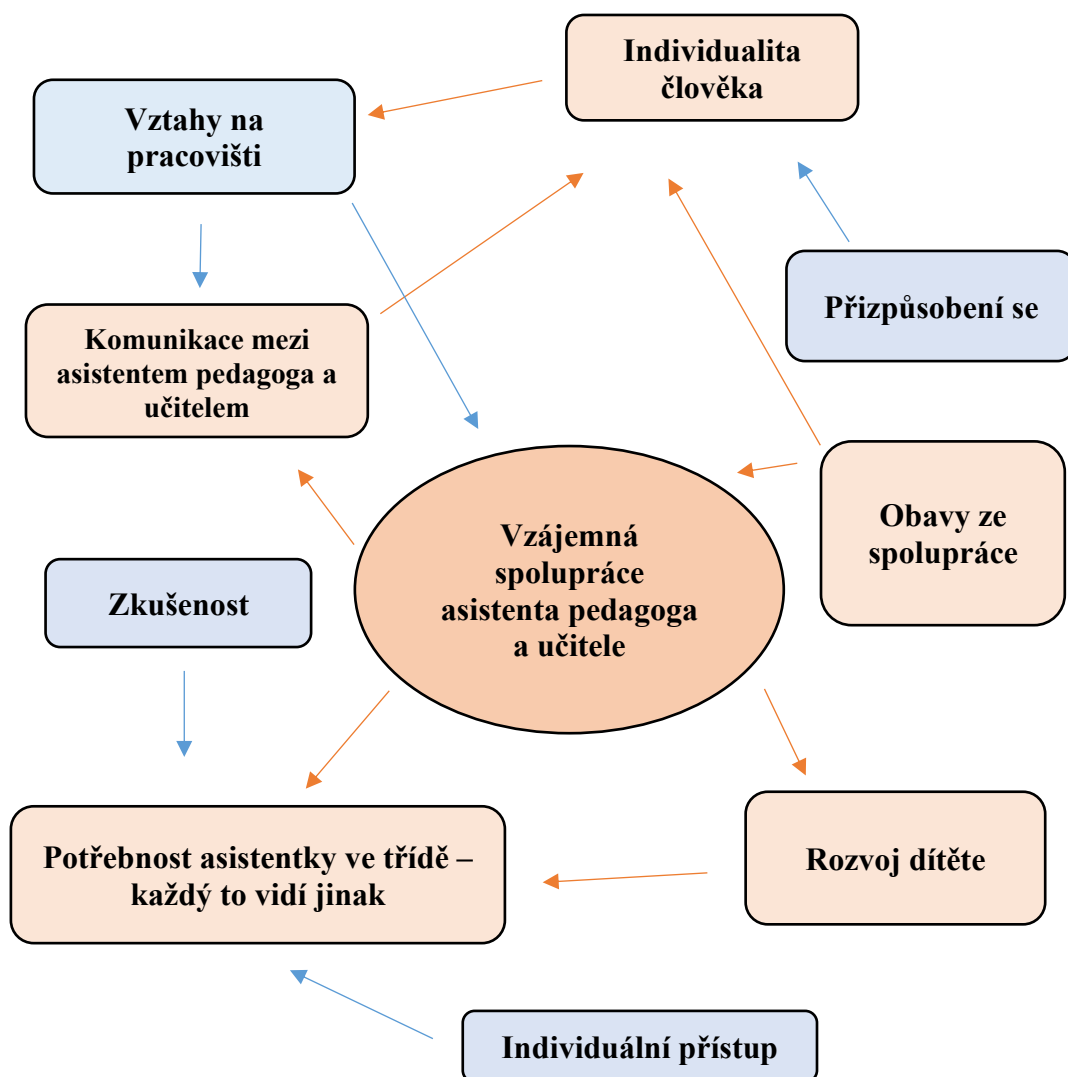 Individualita
člověka
Vztahy na
pracovišti
Přizpůsobení se
Komunikace mezi
asistentem pedagoga a
učitelem
Obavy ze
spolupráce
Vzájemná
spolupráce
asistenta pedagoga
a učitele
Zkušenost
Potřebnost asistentky ve třídě –
každý to vidí jinak
Rozvoj dítěte
Individuální přístup